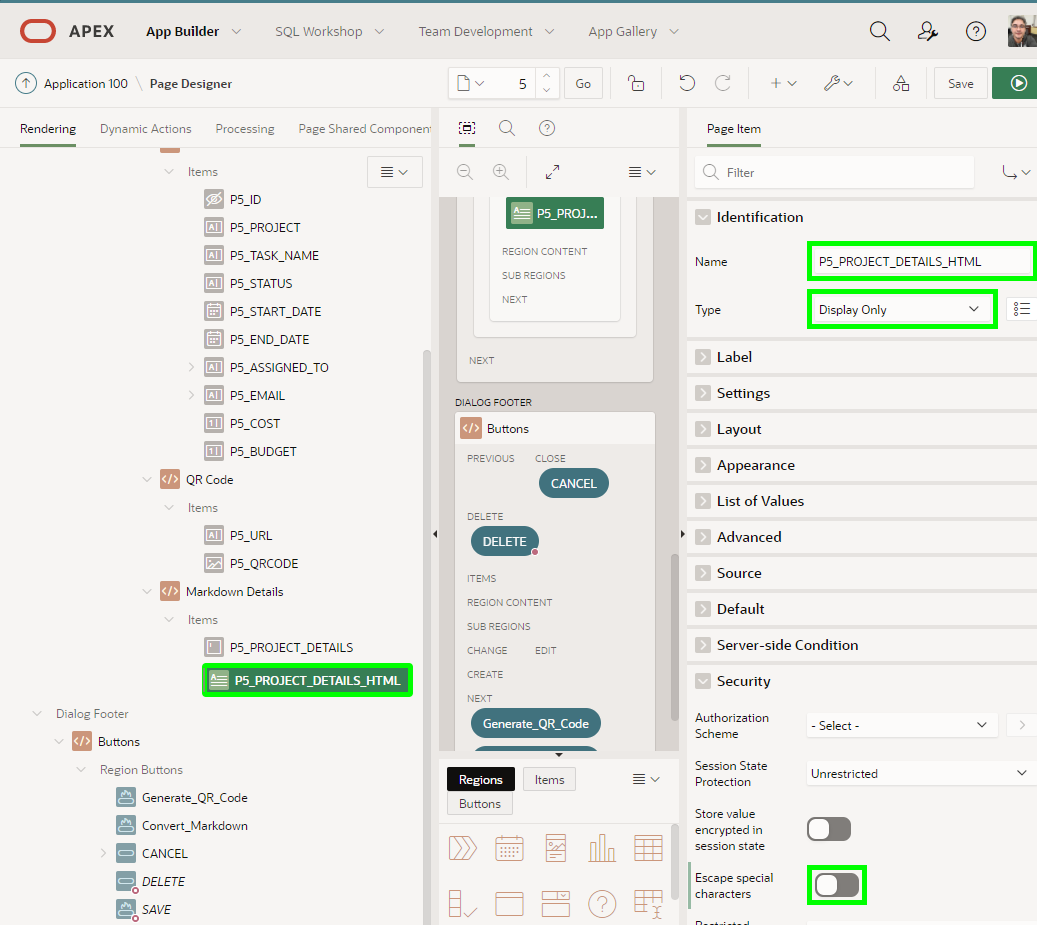 APEX
App Builder
SQL Workshop
Team Development
App Gallery
Application 100 \ Page Designer
5
Go
Save
Rendering
Dynamic Actions
Processing
Page Shared Componen
Items
P5_ID
P5_PROJECT
P5_TASK_NAME
P5_STATUS
P5_START_DATE
P5_END_DATE
P5_ASSIGNED_TO
P5_EMAIL
P5_COST
P5_BUDGET
QR Code
Items
P5_URL
P5_QRCODE
Markdown Details
Items
P5_PROJECT_DETAILS
P5_PROJECT_DETAILS_HTML
Dialog Footer
Buttons
Region Buttons
Generate_QR_Code
Convert_Markdown
CANCEL
DELETE
SAVE
P5_PROJ...
REGION CONTENT
SUB REGIONS
NEXT
NEXT
DIALOG FOOTER
Buttons
PREVIOUS
CLOSE
CANCEL
DELETE
DELETE
ITEMS
REGION CONTENT
SUB REGIONS
CHANGE
EDIT
CREATE
NEXT
Generate_QR_Code
Regions
Items
Buttons
Page Item
Filter
Identification
Name
P5_PROJECT_DETAILS_HTML
Type
Display Only
Label
Settings
Layout
Appearance
List of Values
Advanced
Source
Default
Server-side Condition
Security
Authorization
Scheme
- Select -
Session State
Protection
Unrestricted
Store value
encrypted in
session state
Escape special
characters